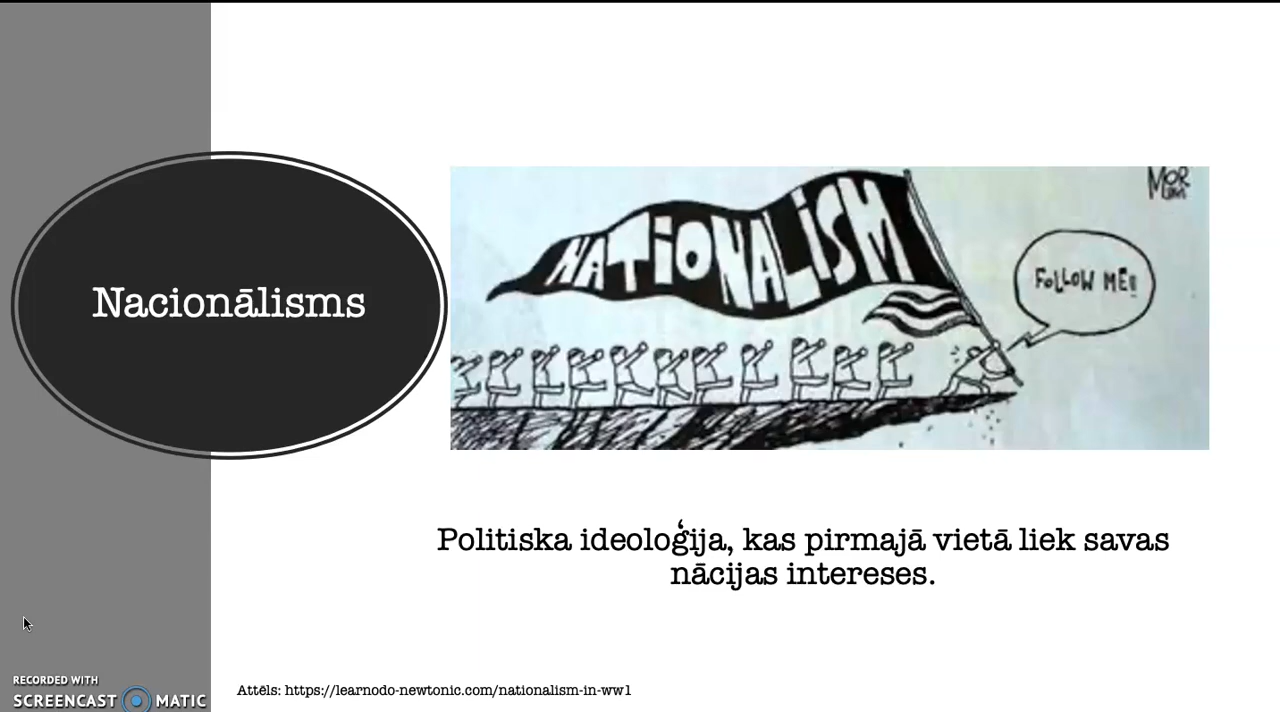 Nacionālisms
NATIONALISM
FOLLOW ME!!
MOR
Politiska ideoloģija, kas pirmajā vietā liek savas
nācijas intereses.
Attēls: https://learnodo-newtonic.com/nationalism-in-ww1
RECORDED WITH
SCREENCAST MATIC